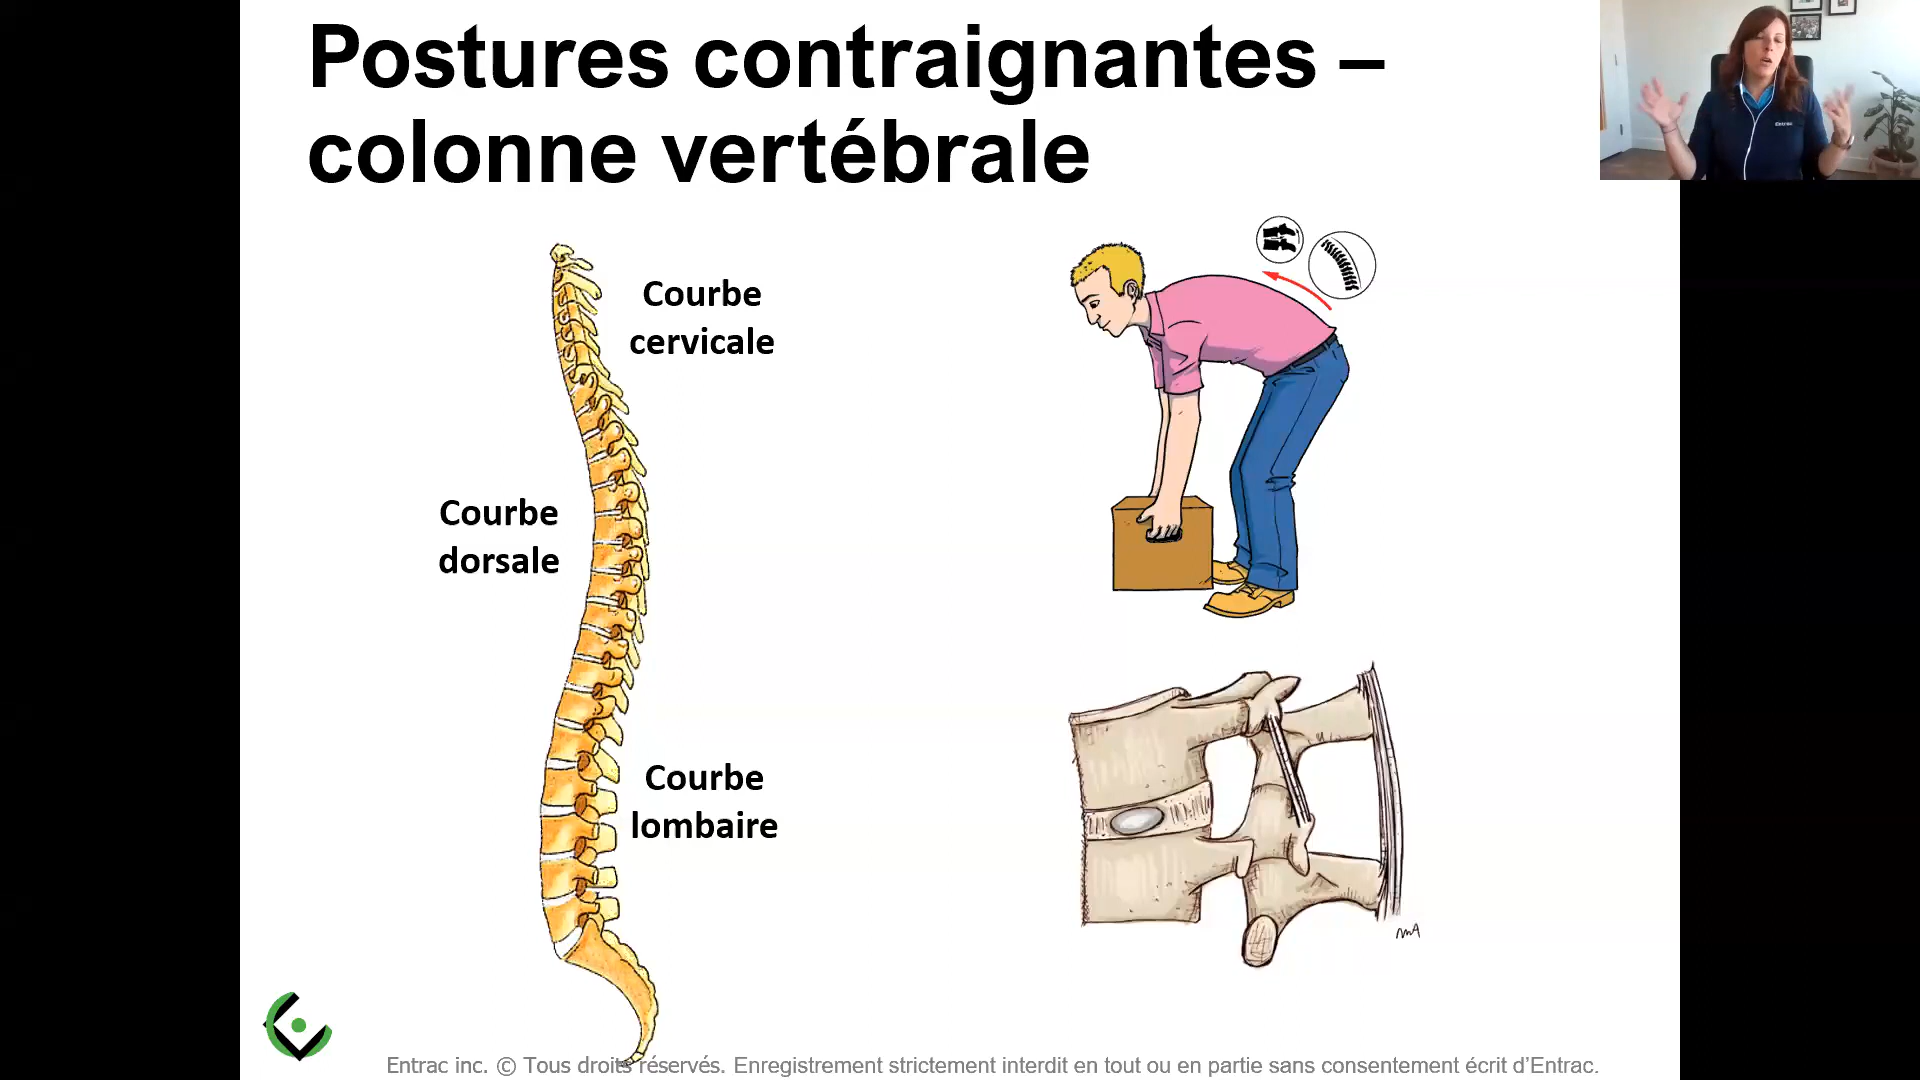 Postures contraignantes –
colonne vertébrale
Courbe
cervicale
Courbe
dorsale
Courbe
lombaire
Entrac inc. © Tous droits réservés. Enregistrement strictement interdit en tout ou en partie sans consentement écrit d’Entrac.